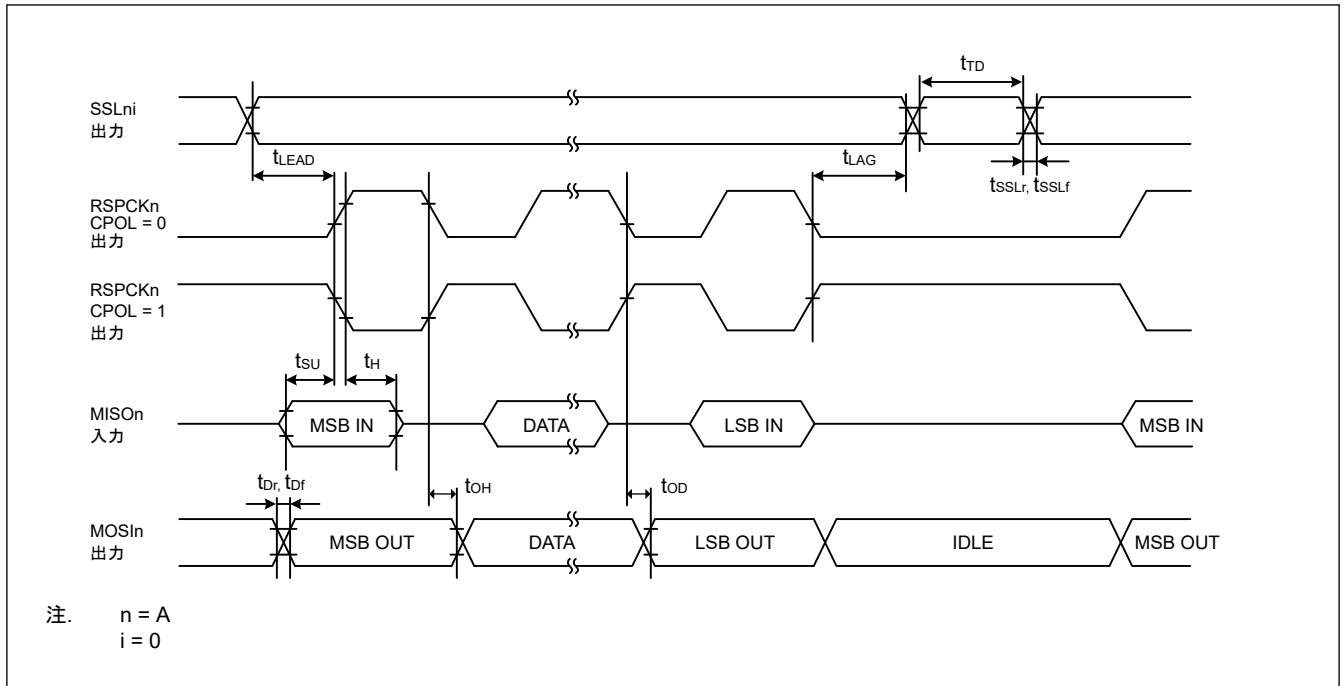 tTD
SSLni
出力
tLEAD
tLAG
tSSLr, tSSLf
RSPCKn
CPOL = 0
出力
RSPCKn
CPOL = 1
出力
tSU
tH
MISOn
入力
MSB IN
DATA
LSB IN
MSB IN
tDr, tDf
tOH
tOD
MOSIn
出力
MSB OUT
DATA
LSB OUT
IDLE
MSB OUT
注. n = A
i = 0